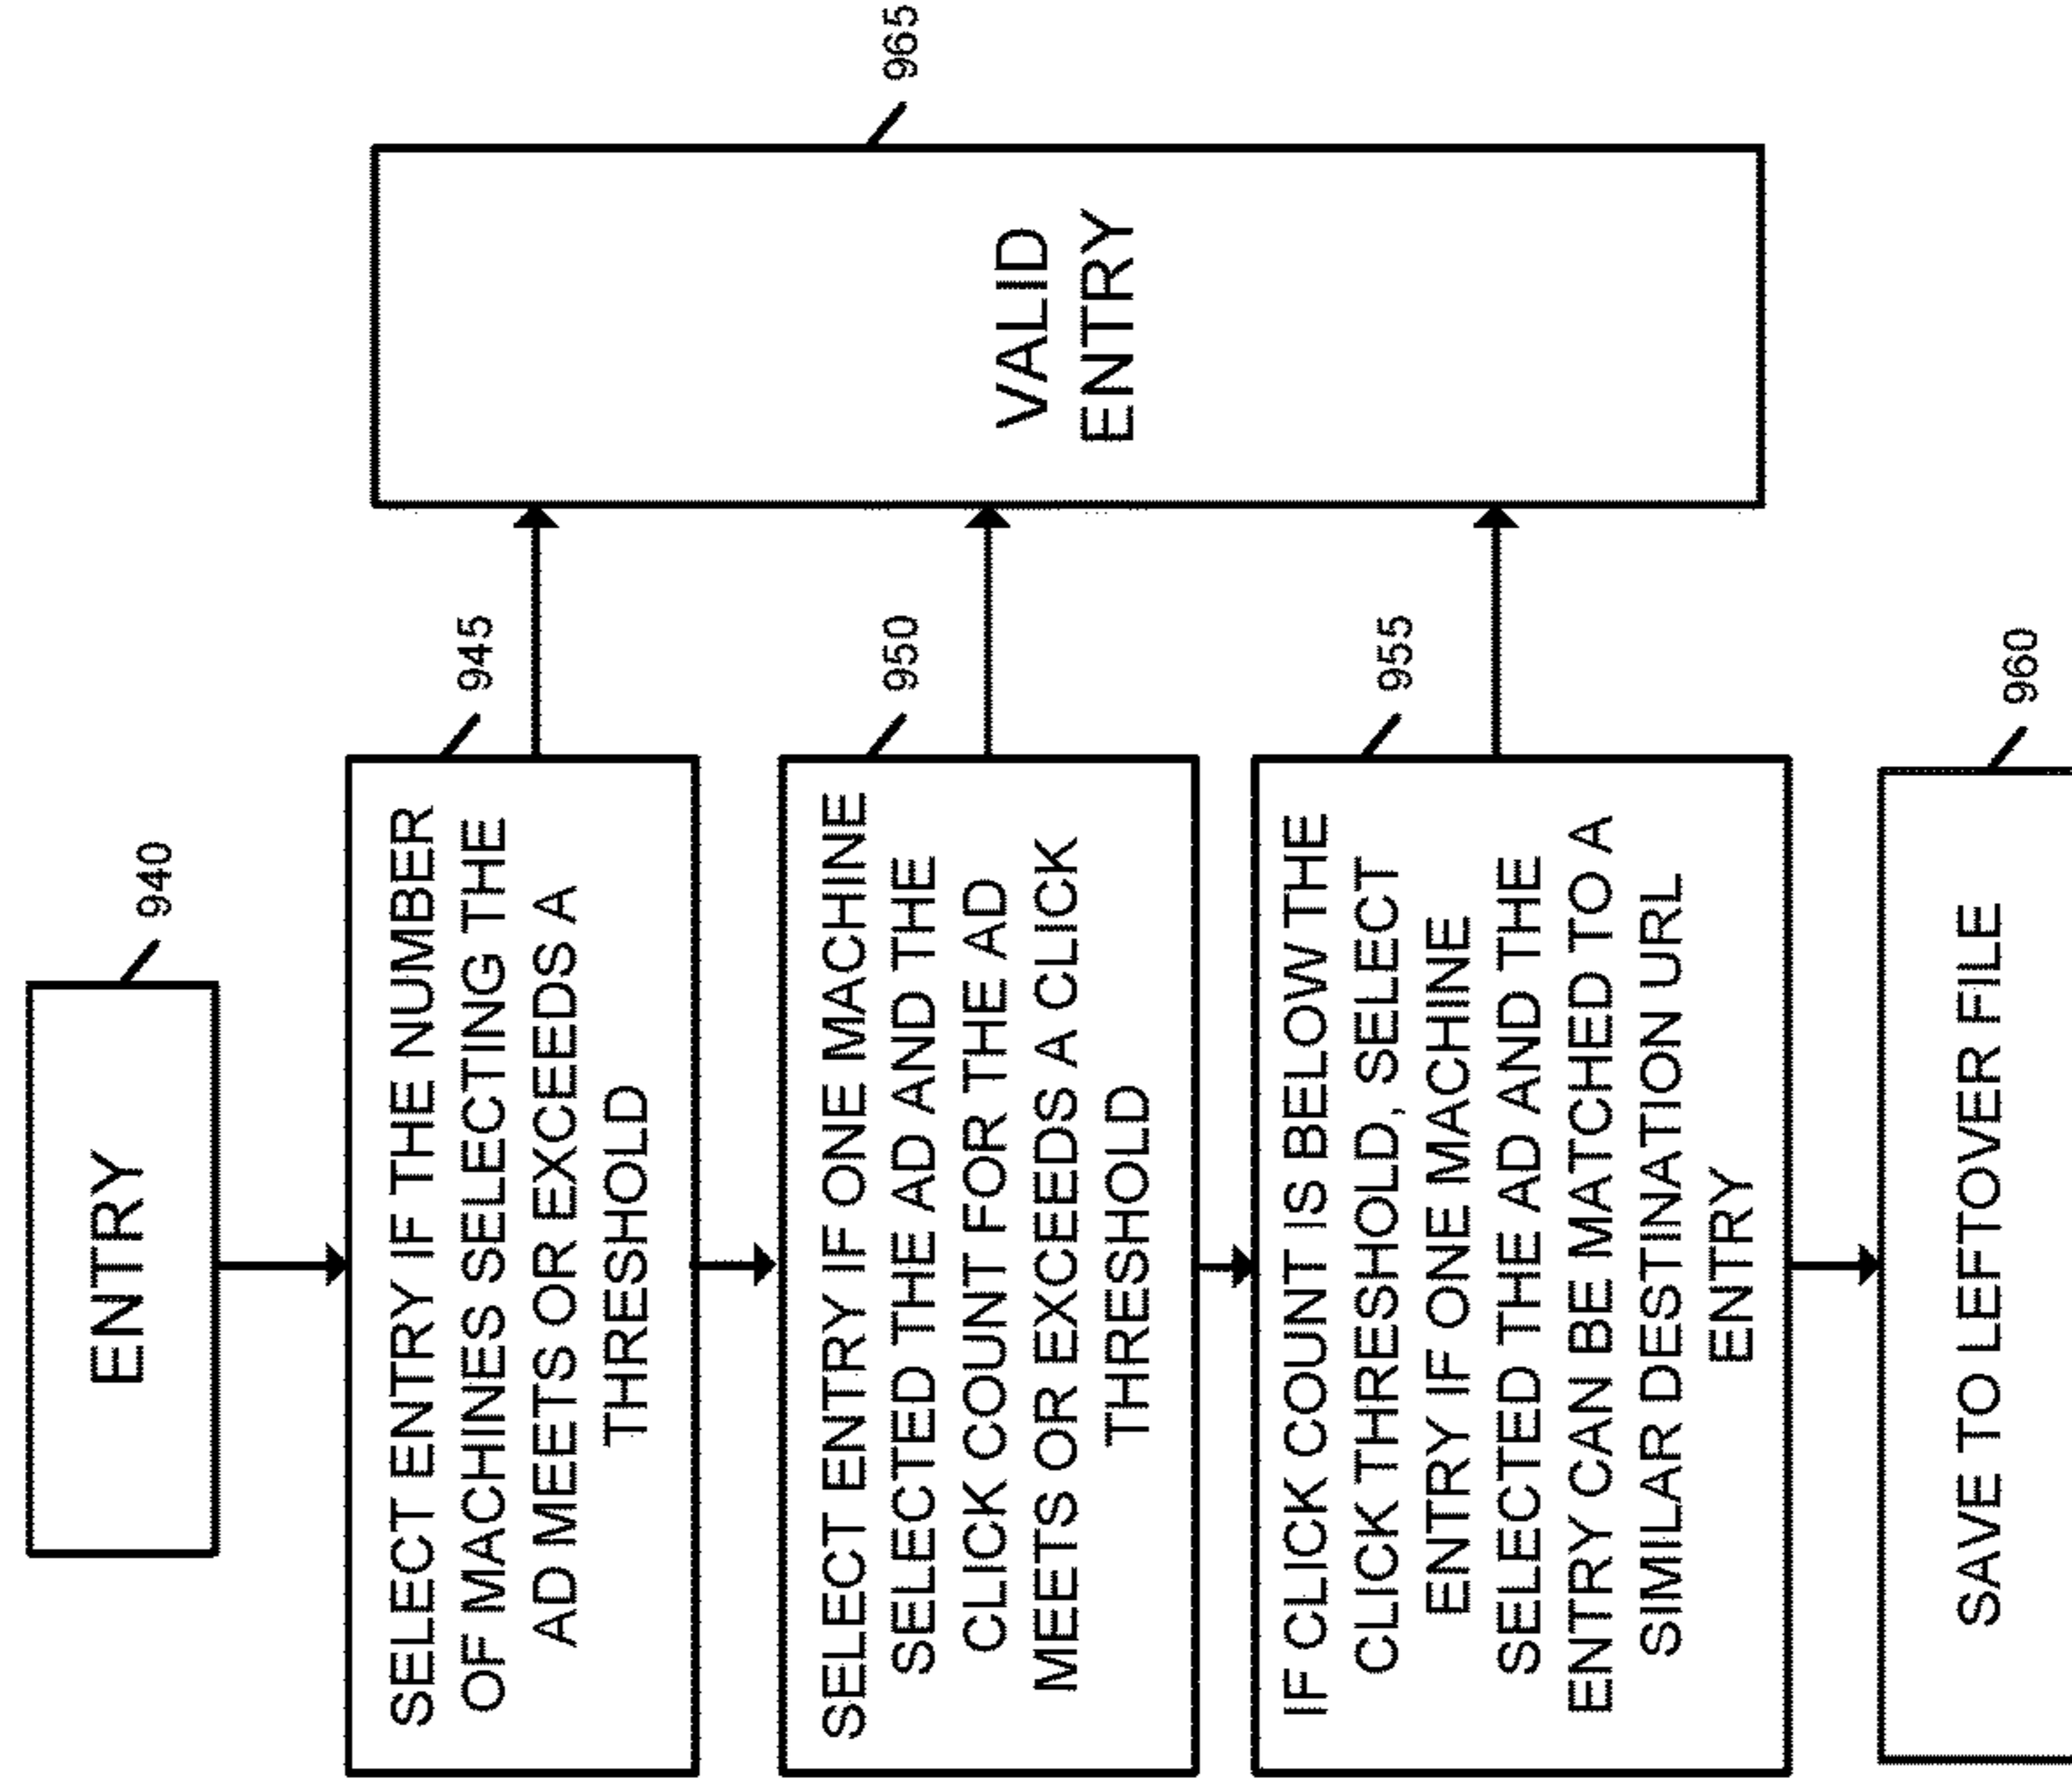 ENTRY
940
SELECT ENTRY IF THE NUMBER
OF MACHINES SELECTING THE
AD MEETS OR EXCEEDS A
THRESHOLD
945
SELECT ENTRY IF ONE MACHINE
SELECTED THE AD AND THE
CLICK COUNT FOR THE AD
MEETS OR EXCEEDS A CLICK
THRESHOLD
950
IF CLICK COUNT IS BELOW THE
CLICK THRESHOLD, SELECT
ENTRY IF ONE MACHINE
SELECTED THE AD AND THE
ENTRY CAN BE MATCHED TO A
SIMILAR DESTINATION URL
ENTRY
955
SAVE TO LEFTOVER FILE
960
VALID
ENTRY
965